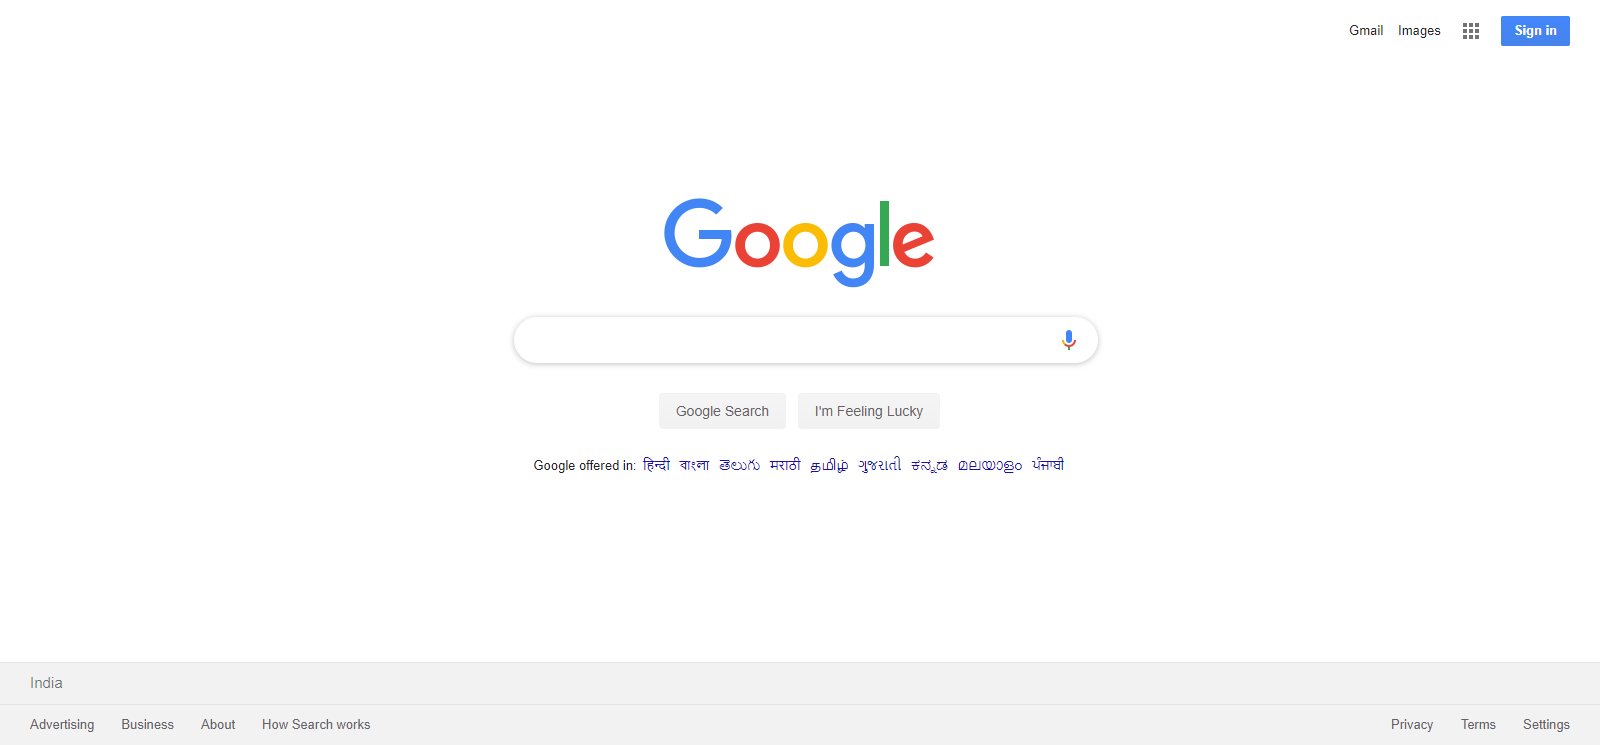 Gmail Images Sign in
Google
Google Search I'm Feeling Lucky
Google offered in: हिन्दी বাংলা తెలుగు मराठी தமிழ் ગુજરાતી ಕನ್ನಡ മലയാളം ਪੰਜਾਬੀ
India
Advertising Business About How Search works Privacy Terms Settings